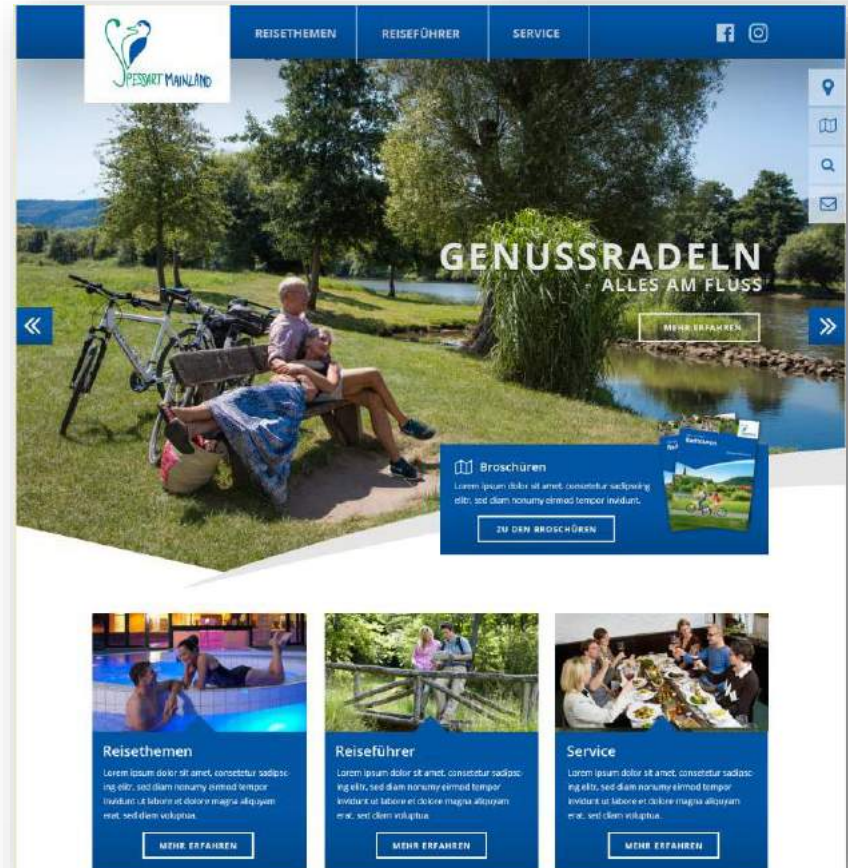 SPESSART MAINLAND
REISETHEMEN
REISEFÜHRER
SERVICE
GENUSSRADELN
- ALLES AM FLUSS
MEHR ERFAHREN
Broschüren
Lorem ipsum dolor sit amet, consetetur sadipscing
elitr, sed diam nonumy eirmod tempor invidunt.
ZU DEN BROSCHÜREN
Reisethemen
Lorem ipsum dolor sit amet, consetetur sadipsc-
ing elitr, sed diam nonumy eirmod tempor
invidunt ut labore et dolore magna aliquyam
erat, sed diam voluptua.
MEHR ERFAHREN
Reiseführer
Lorem ipsum dolor sit amet, consetetur sadipsc-
ing elitr, sed diam nonumy eirmod tempor
invidunt ut labore et dolore magna aliquyam
erat, sed diam voluptua.
MEHR ERFAHREN
Service
Lorem ipsum dolor sit amet, consetetur sadipsc-
ing elitr, sed diam nonumy eirmod tempor
invidunt ut labore et dolore magna aliquyam
erat, sed diam voluptua.
MEHR ERFAHREN